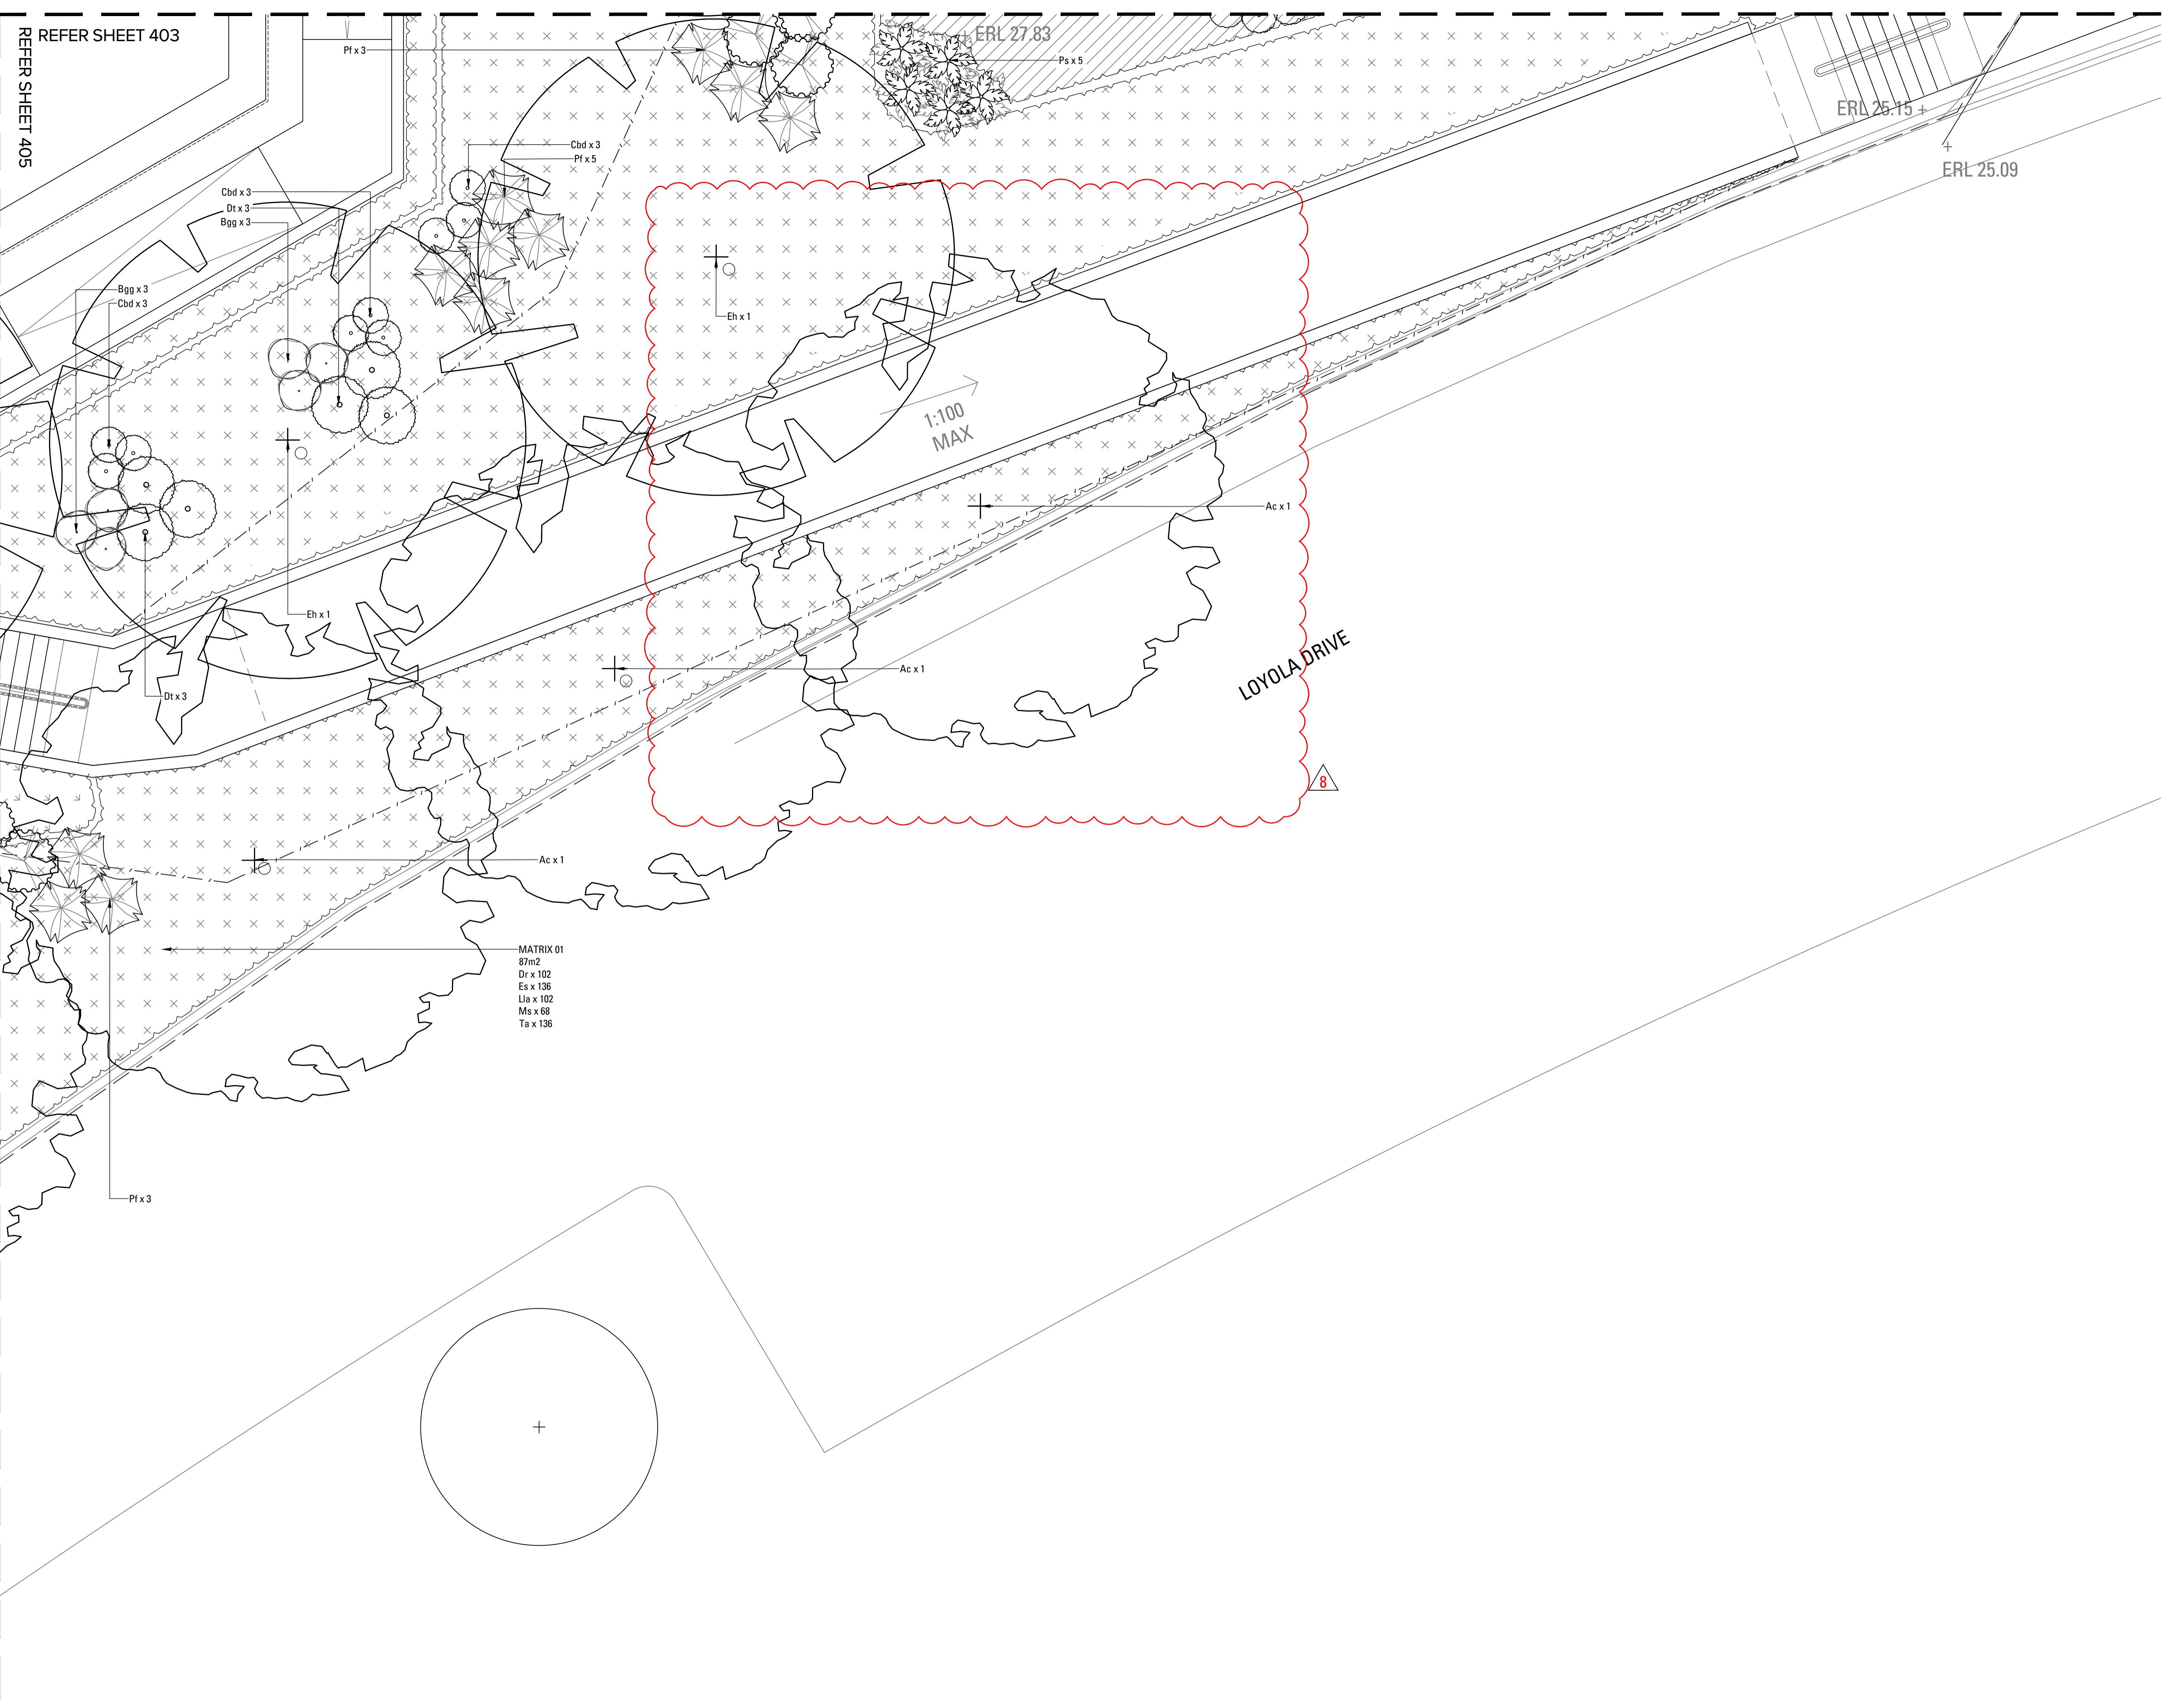 REFER SHEET 403
REFER SHEET 405
Pf x 3
ERL 27.83
Ps x 5
ERL 25.15 +
ERL 25.09
Cbd x 3
Pf x 5
Cbd x 3
Dt x 3
Bgg x 3
Bgg x 3
Cbd x 3
Eh x 1
1:100
MAX
Ac x 1
Eh x 1
LOYOLA DRIVE
Ac x 1
Dt x 3
8
Ac x 1
MATRIX 01
87m2
Dr x 102
Es x 136
Lla x 102
Ms x 68
Ta x 136
Pf x 3